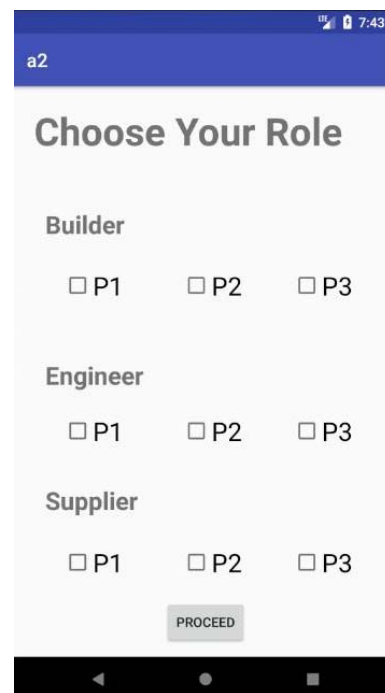 LTE 7:43
a2
Choose Your Role
Builder
P1 P2 P3
Engineer
P1 P2 P3
Supplier
P1 P2 P3
PROCEED